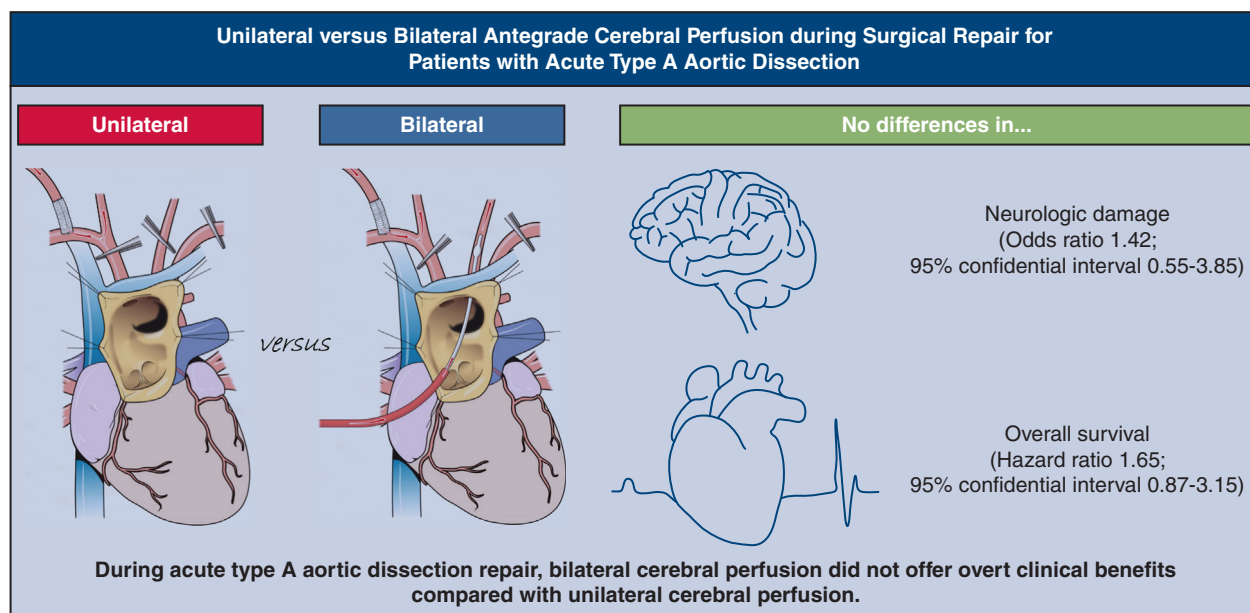 Unilateral versus Bilateral Antegrade Cerebral Perfusion during Surgical Repair for
Patients with Acute Type A Aortic Dissection
Unilateral
Bilateral
No differences in...
versus
Neurologic damage
(Odds ratio 1.42;
95% confidential interval 0.55-3.85)
Overall survival
(Hazard ratio 1.65;
95% confidential interval 0.87-3.15)
During acute type A aortic dissection repair, bilateral cerebral perfusion did not offer overt clinical benefits
compared with unilateral cerebral perfusion.